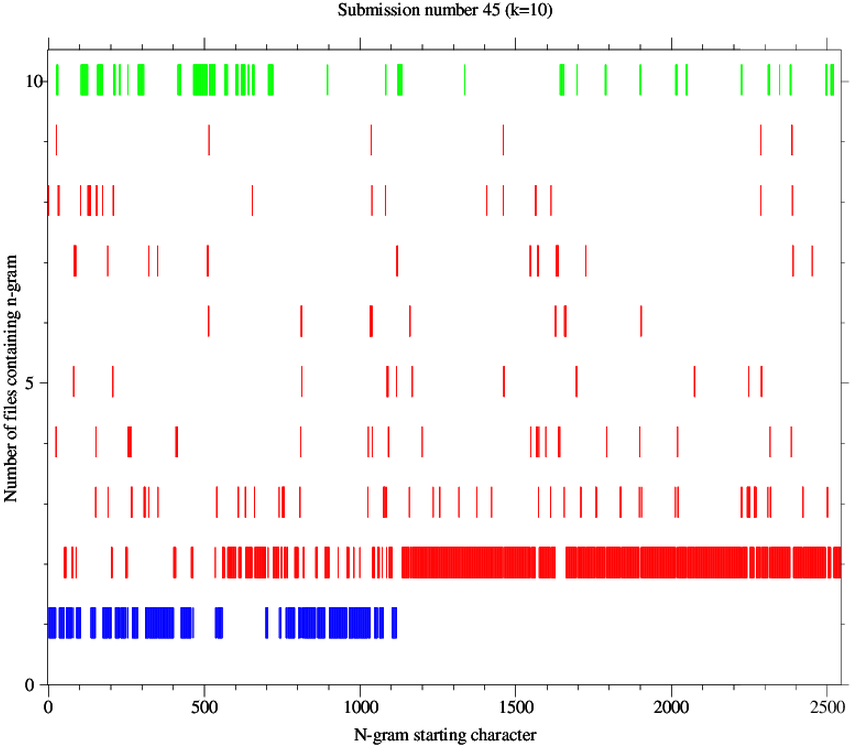 Submission number 45 (k=10)
10
5
0
Number of files containing n-gram
0 500 1000 1500 2000 2500
N-gram starting character